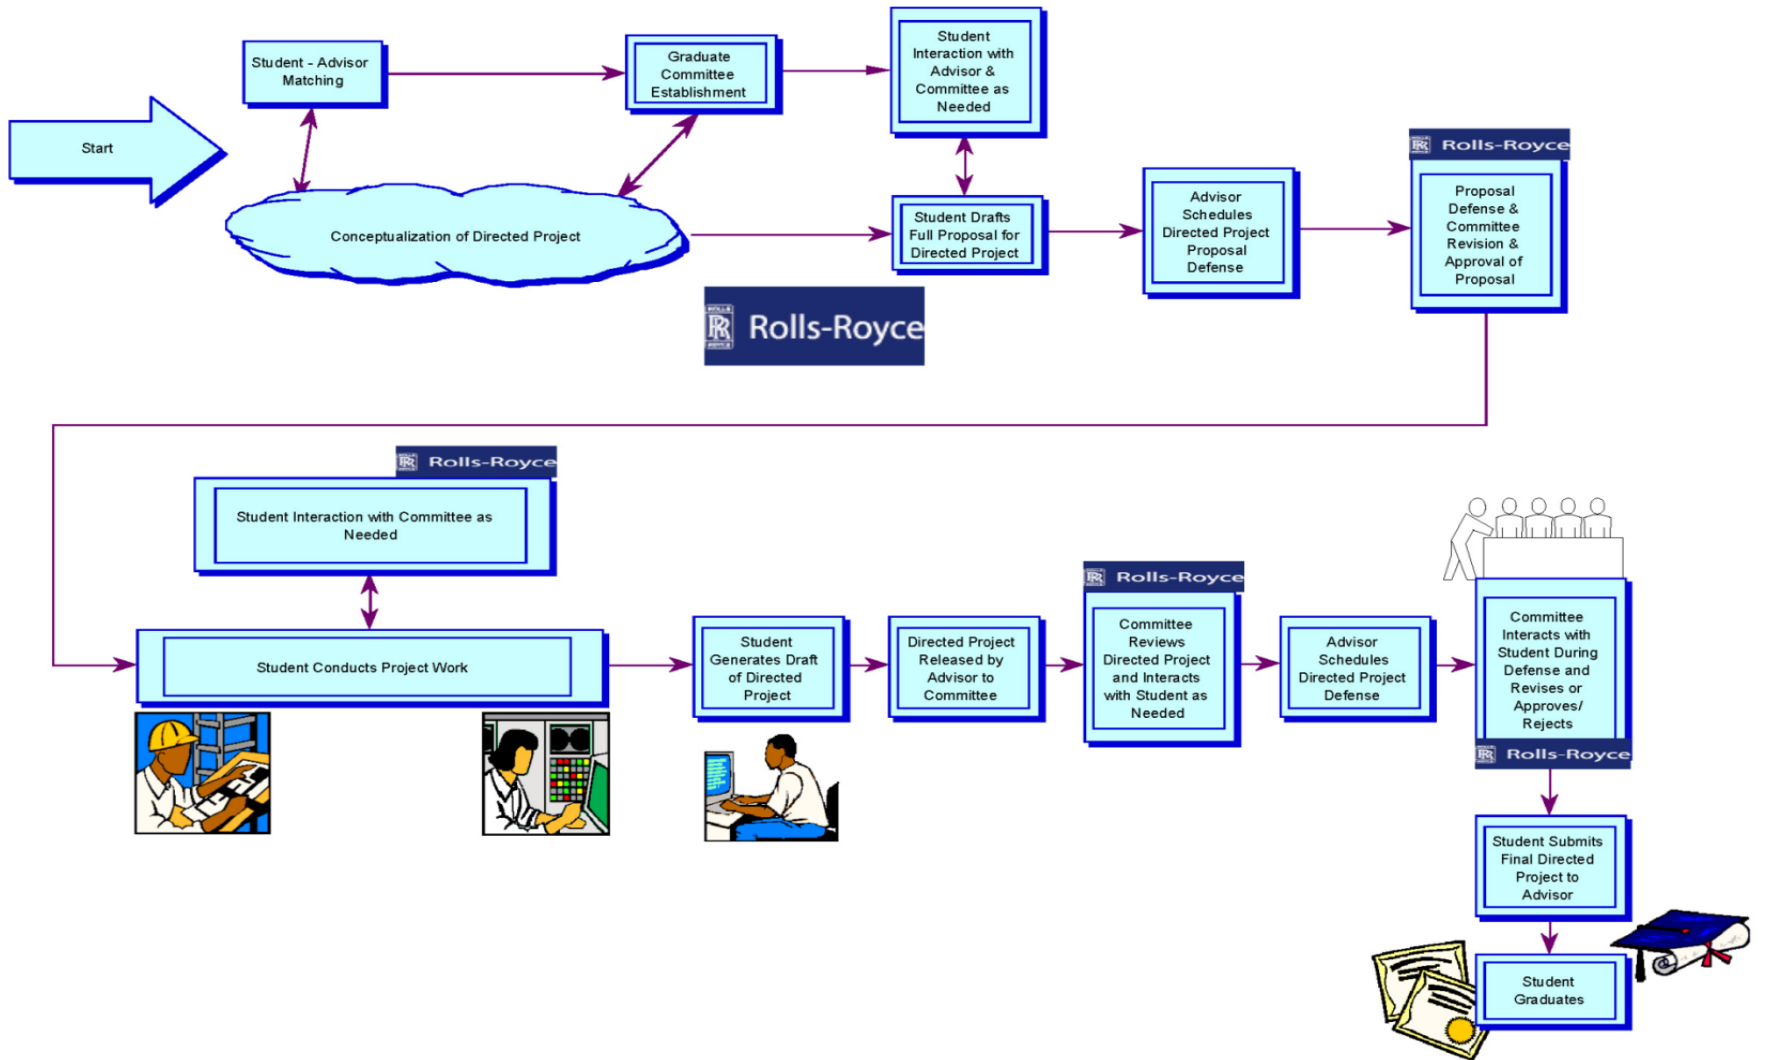 Start
Student - Advisor
Matching
Graduate
Committee
Establishment
Student
Interaction with
Advisor &
Committee as
Needed
Conceptualization of Directed Project
Student Drafts
Full Proposal for
Directed Project
Advisor
Schedules
Directed Project
Proposal
Defense
Rolls-Royce
Proposal
Defense &
Committee
Revision &
Approval of
Proposal
Rolls-Royce
Rolls-Royce
Student Interaction with Committee as
Needed
Student Conducts Project Work
Student
Generates Draft
of Directed
Project
Directed Project
Released by
Advisor to
Committee
Rolls-Royce
Committee
Reviews
Directed Project
and Interacts
with Student as
Needed
Advisor
Schedules
Directed Project
Defense
Committee
Interacts with
Student During
Defense and
Revises or
Approves/
Rejects
Rolls-Royce
Student Submits
Final Directed
Project to
Advisor
Student
Graduates